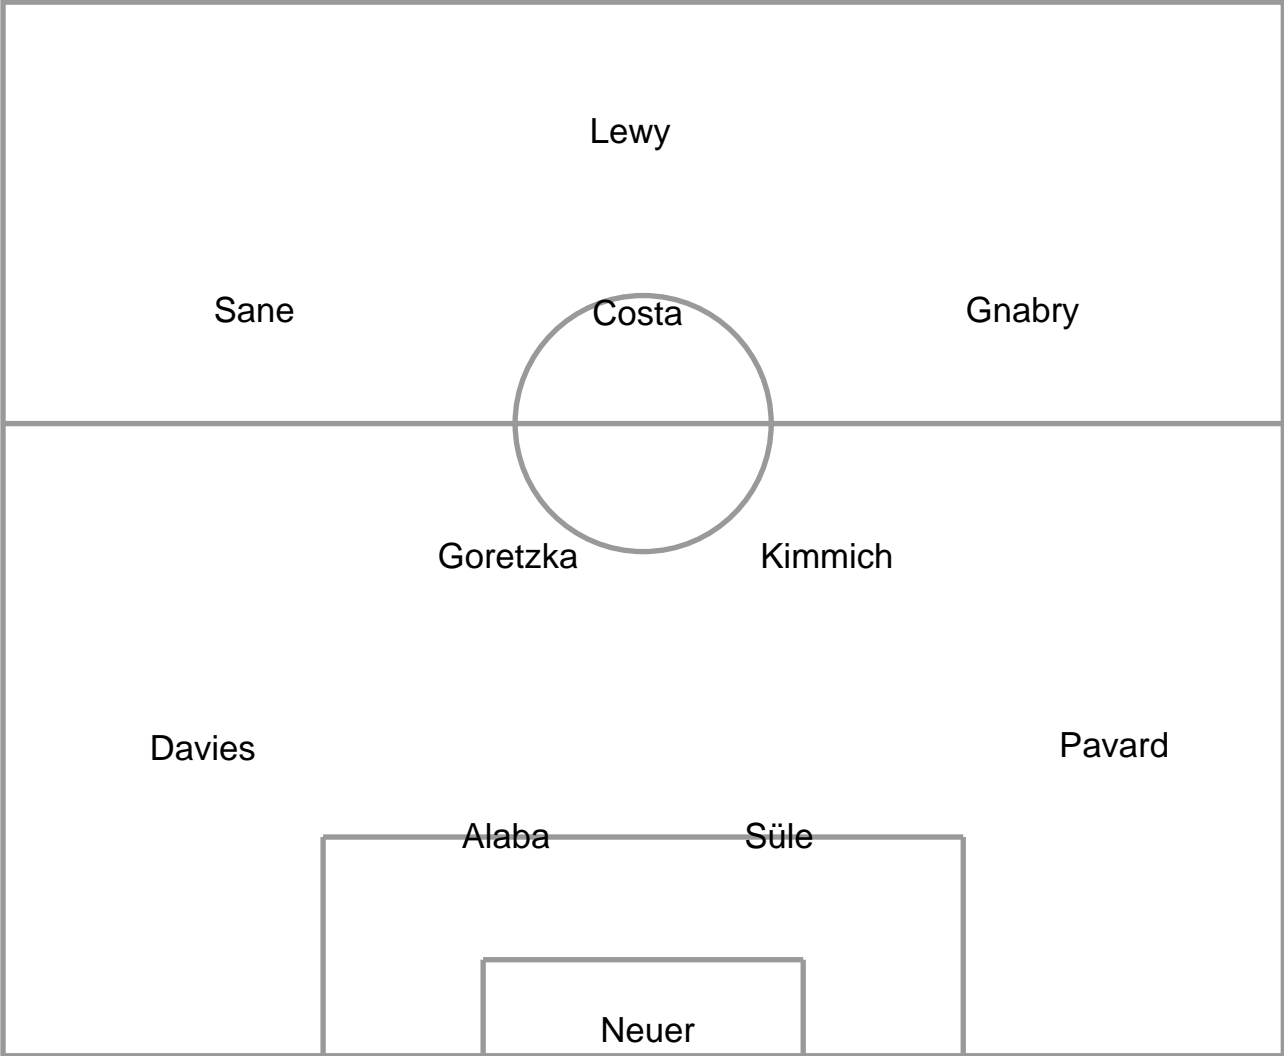 Lewy
Sane
Costa
Gnabry
Goretzka
Kimmich
Davies
Pavard
Alaba
Süle
Neuer